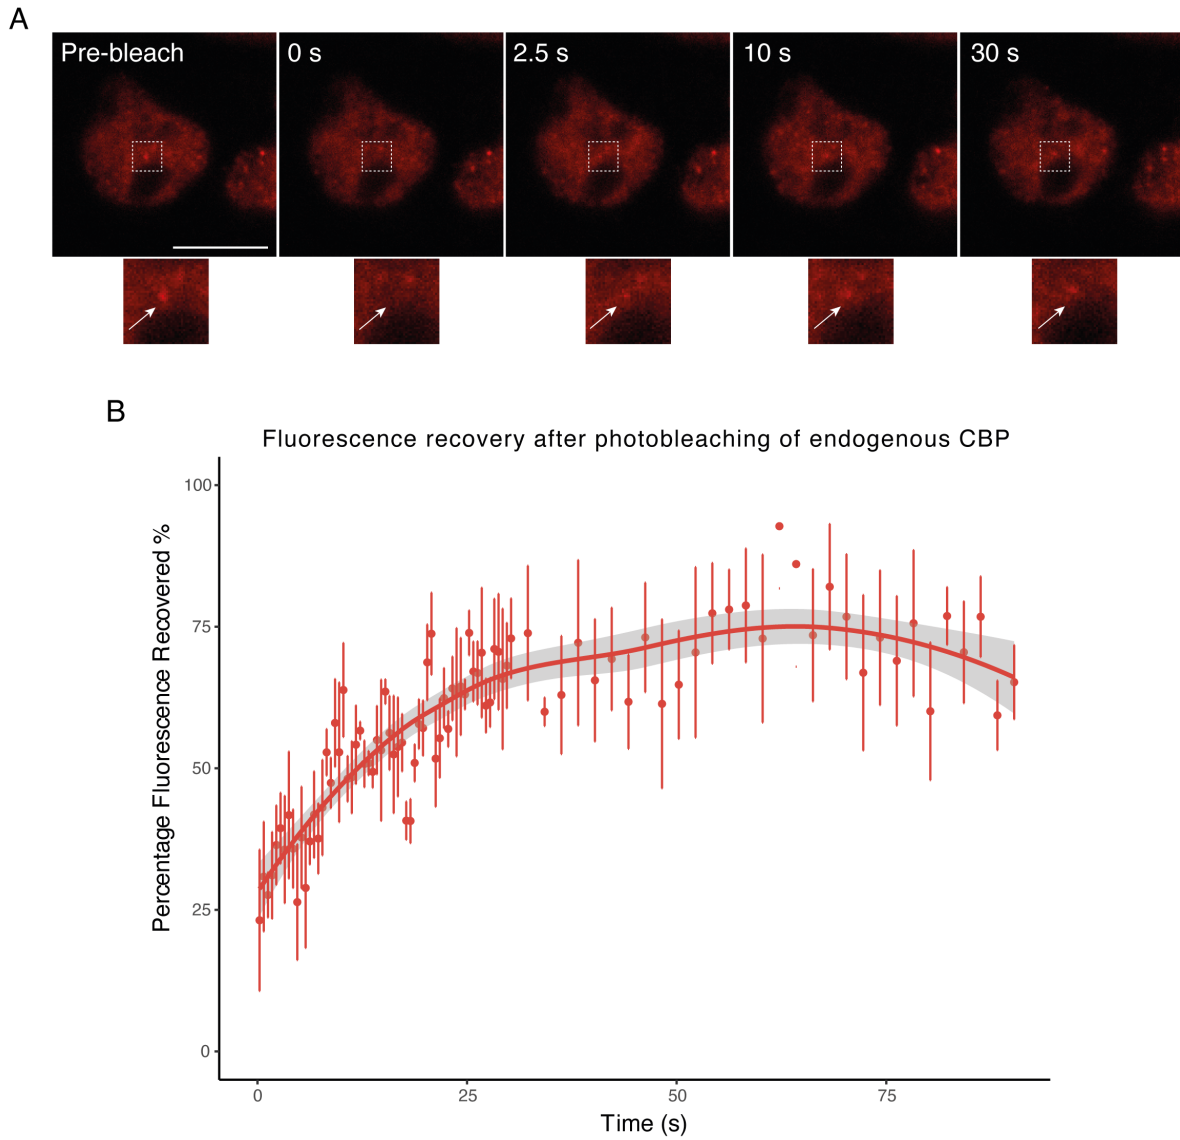 A
Pre-bleach
0 s
2.5 s
10 s
30 s
B
Fluorescence recovery after photobleaching of endogenous CBP
Percentage Fluorescence Recovered %
100
75
50
25
0
0
25
50
75
Time (s)